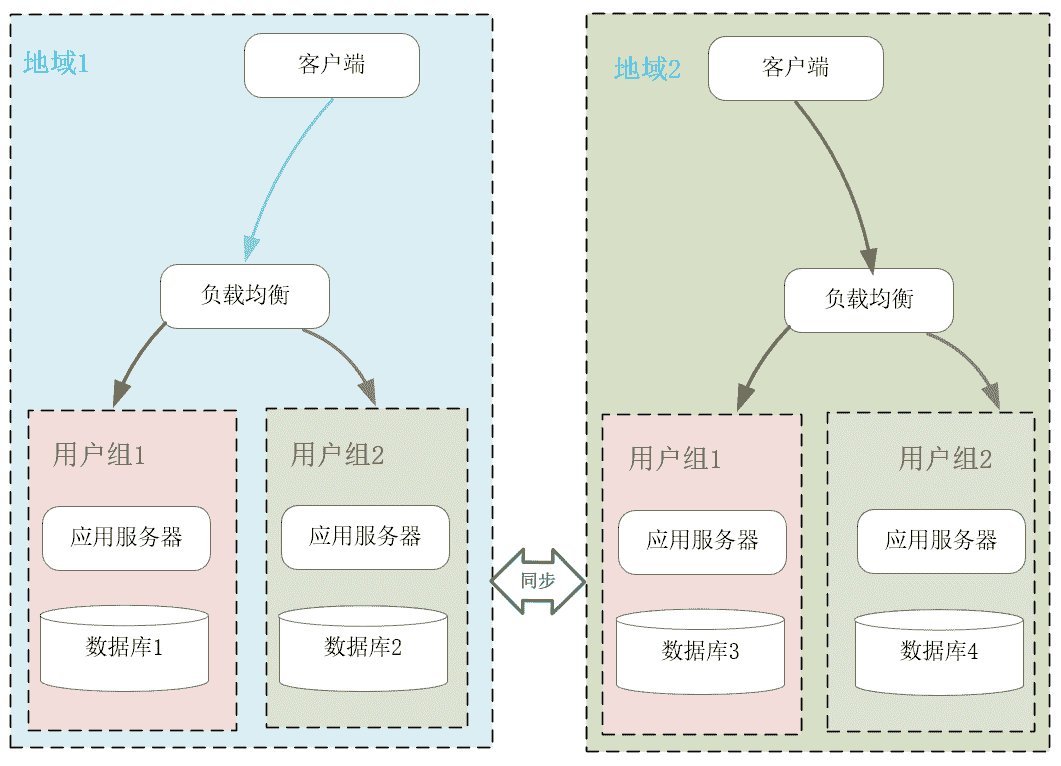 地域1
客户端
负载均衡
用户组1
用户组2
应用服务器
应用服务器
数据库1
数据库2
同步
地域2
客户端
负载均衡
用户组1
用户组2
应用服务器
应用服务器
数据库3
数据库4